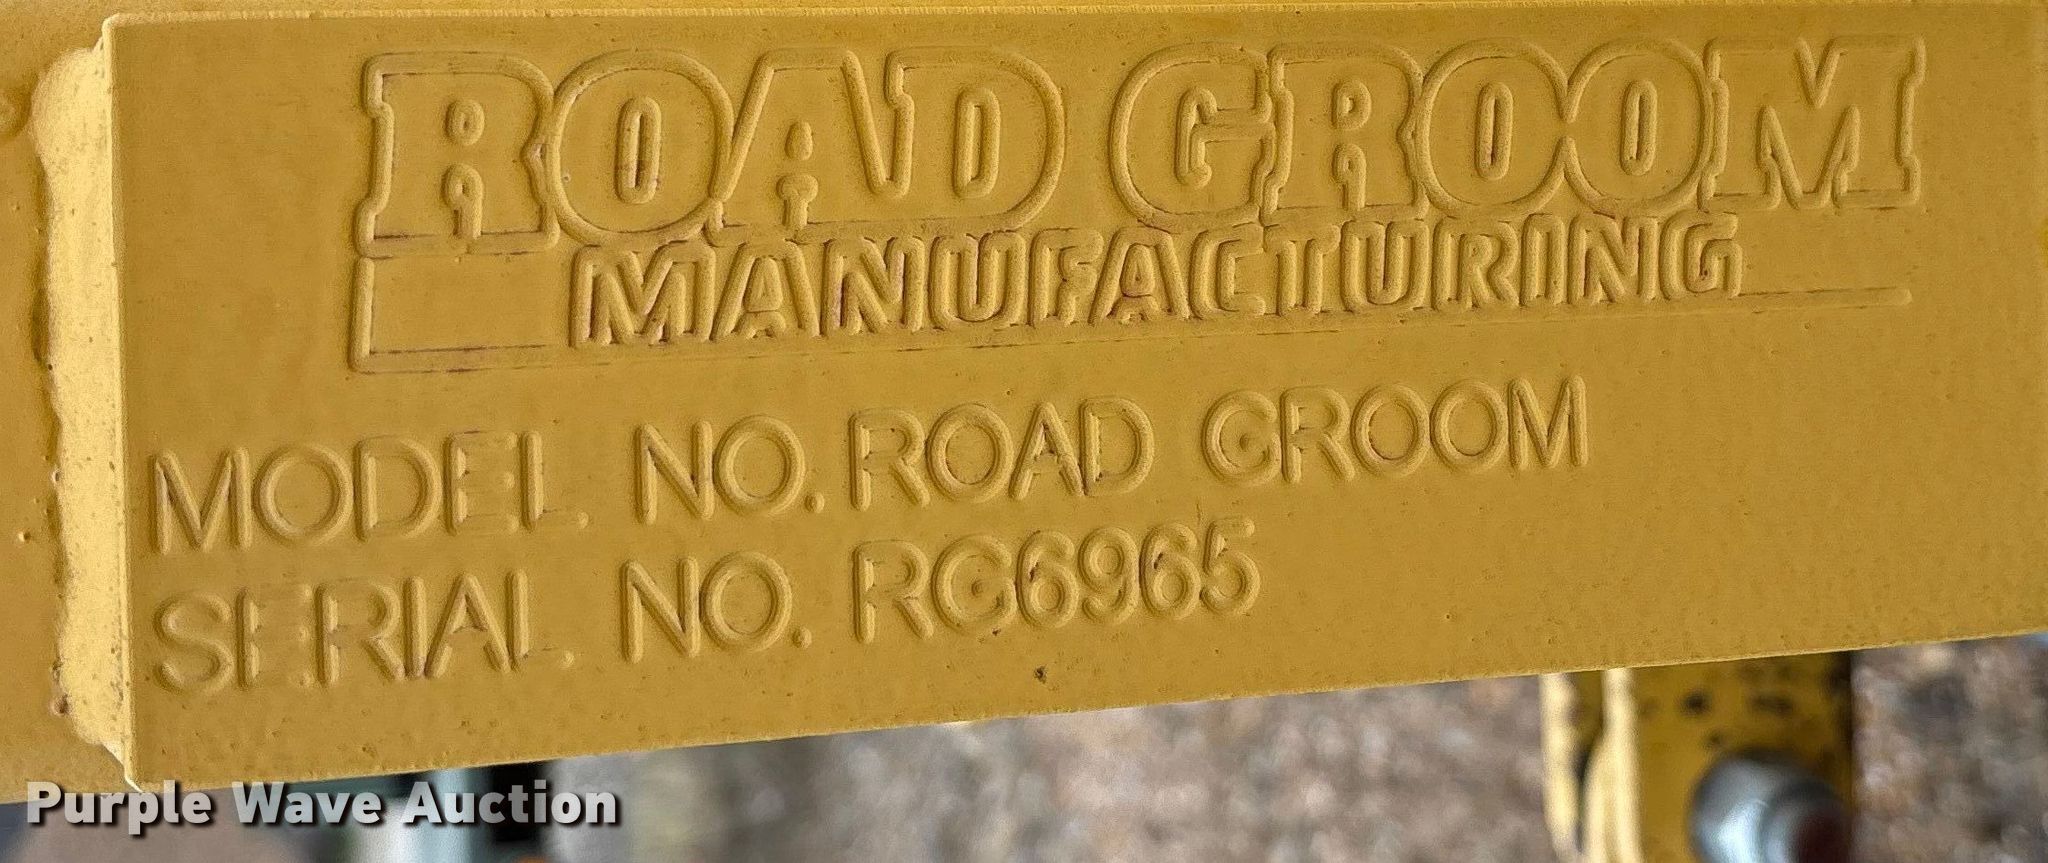 ROAD GROOM
MANUFACTURING
MODEL NO. ROAD GROOM
SERIAL NO. RG6965
Purple Wave Auction